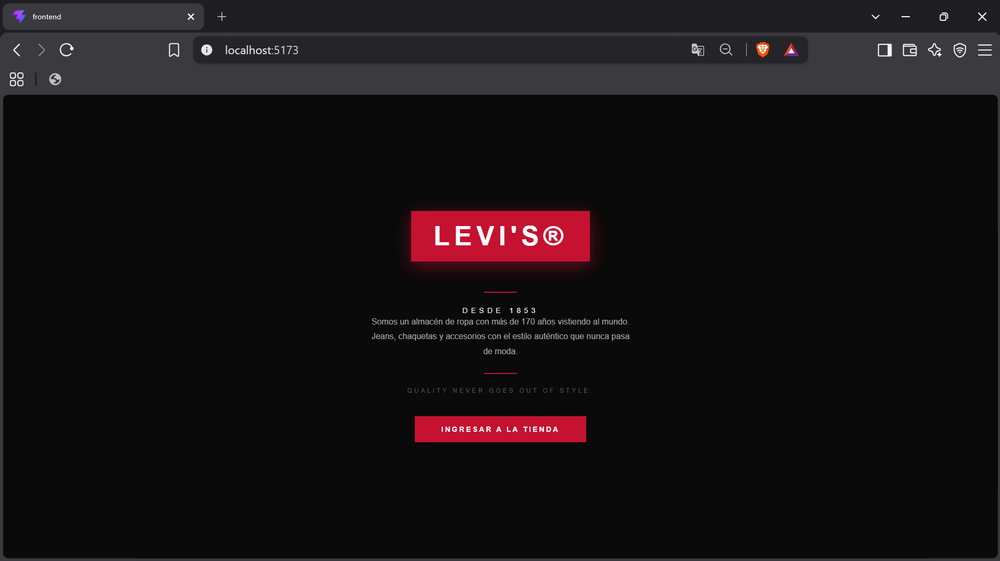 frontend
localhost:5173
LEVI'S®
DESDE 1853
Somos un almacén de ropa con más de 170 años vistiendo al mundo.
Jeans, chaquetas y accesorios con el estilo auténtico que nunca pasa
de moda.
QUALITY NEVER GOES OUT OF STYLE.
INGRESAR A LA TIENDA